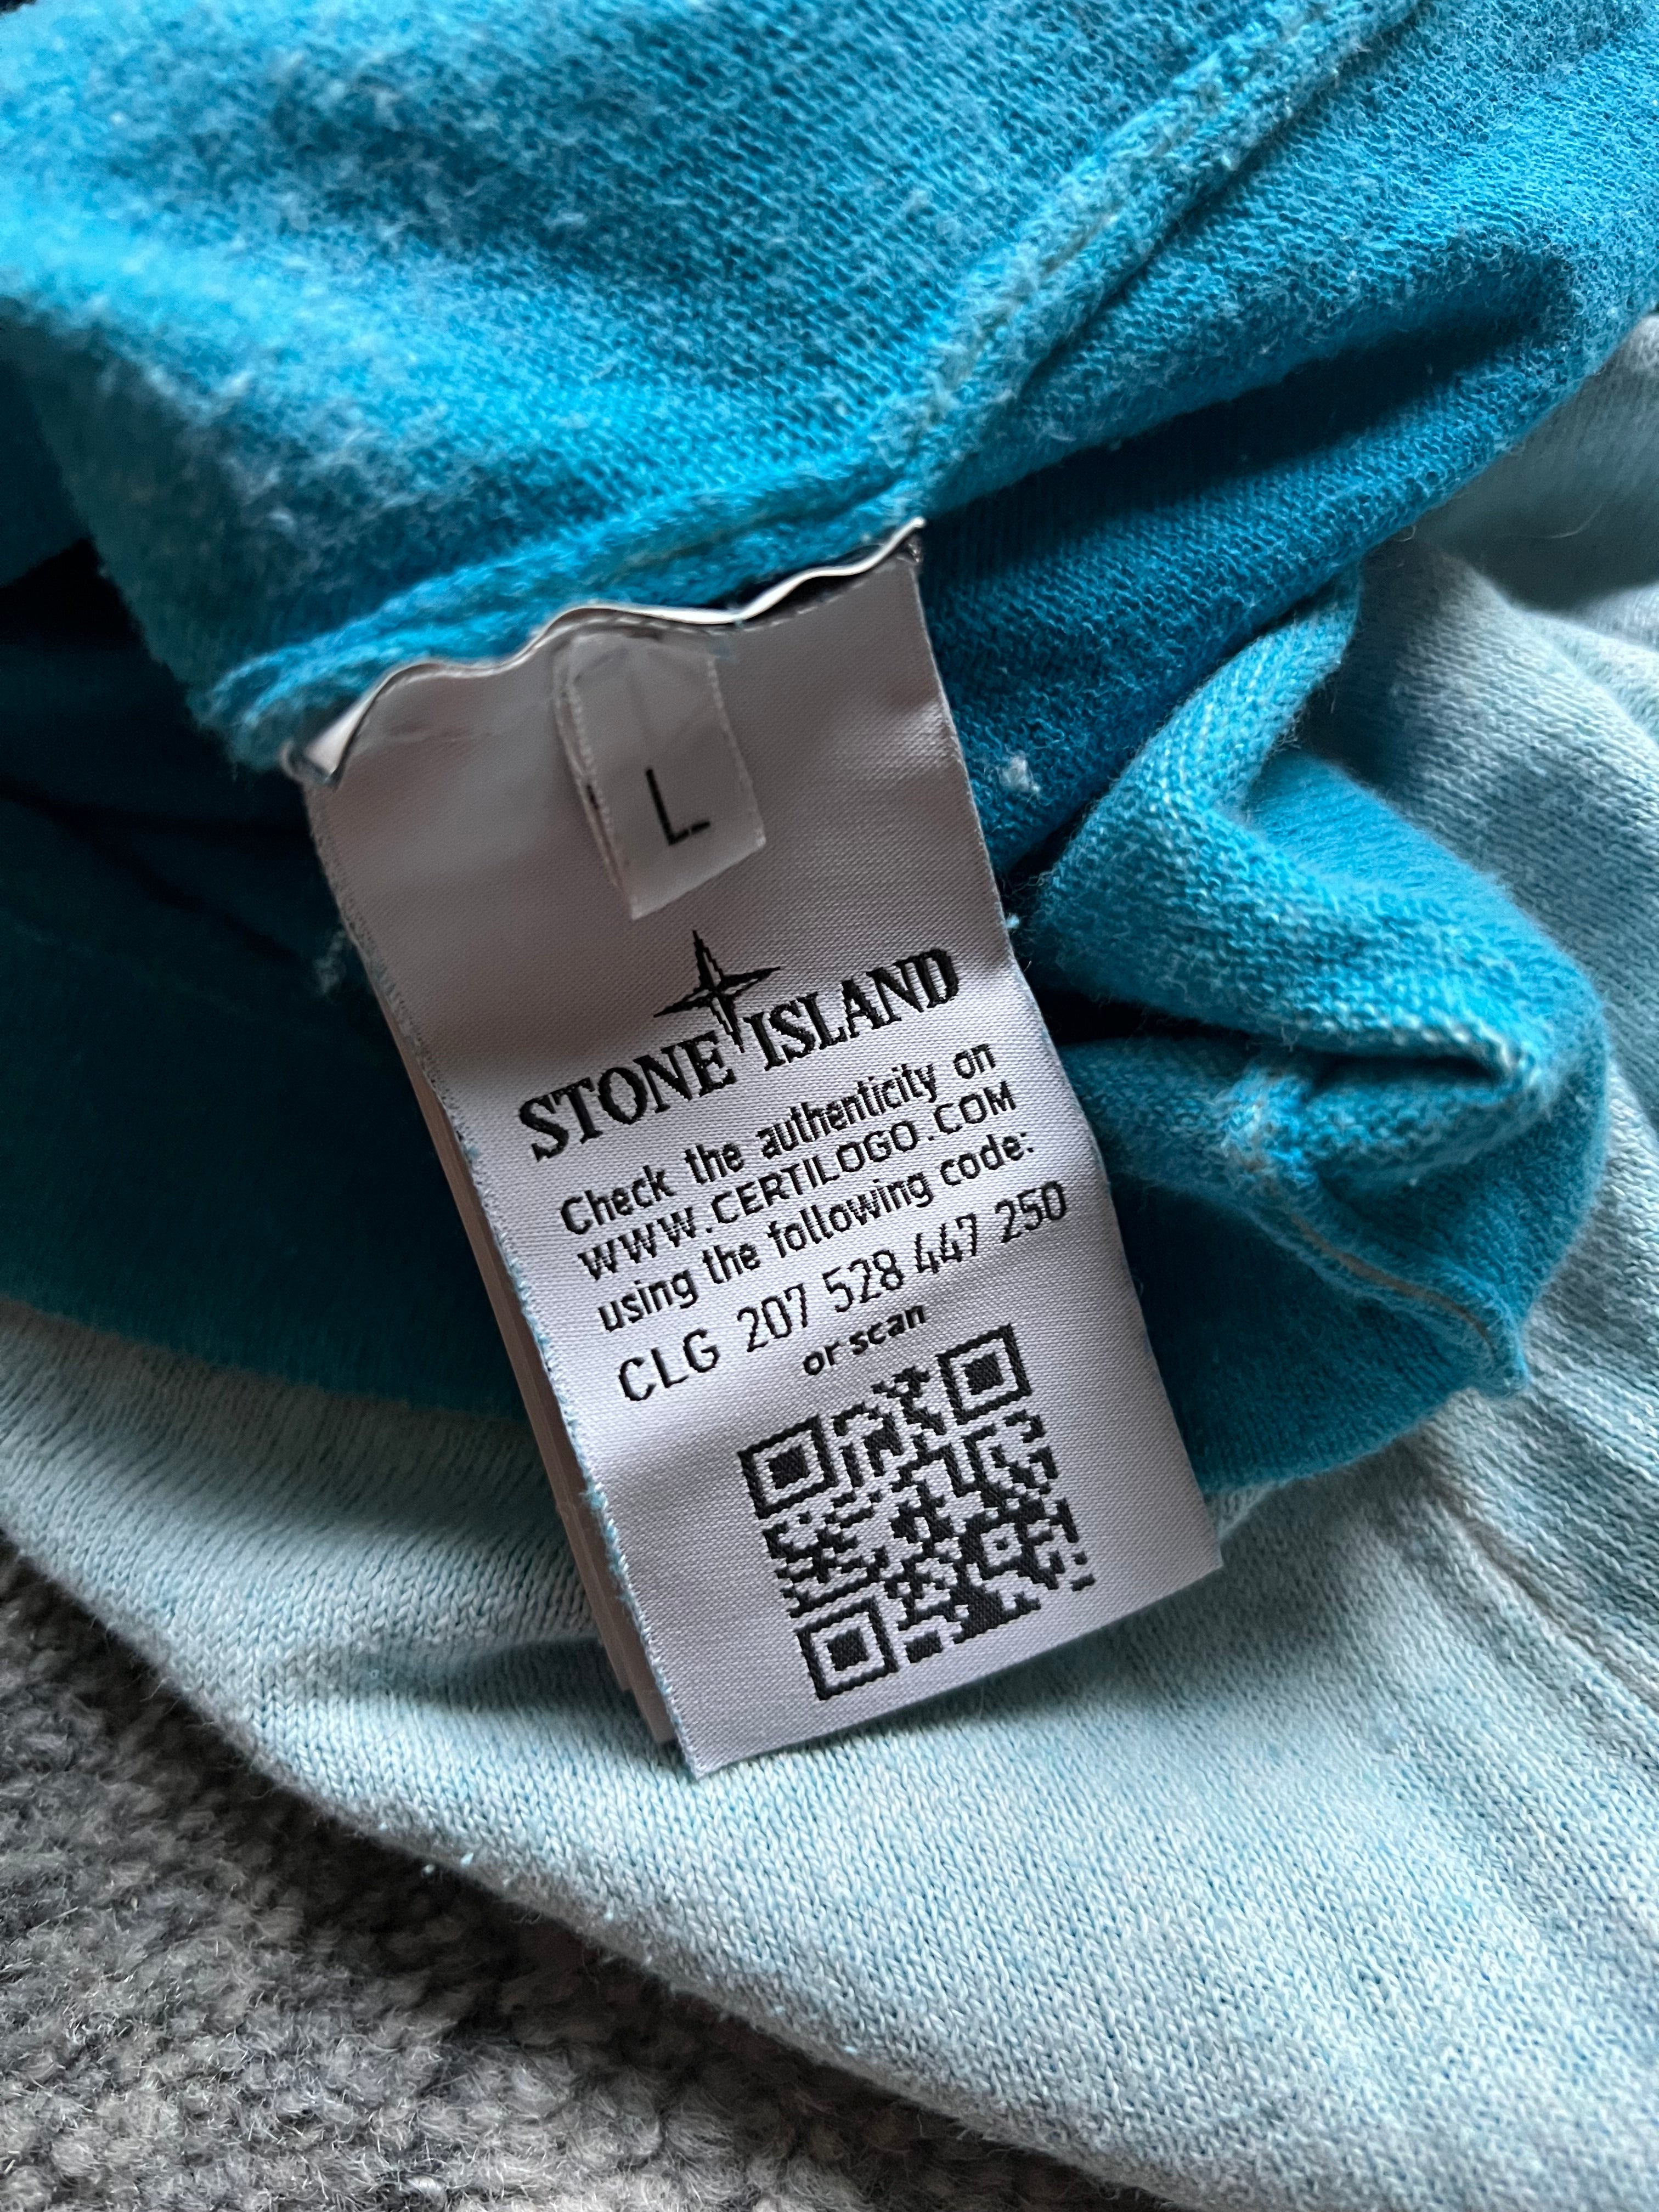 L
STONE ISLAND
Check the authenticity on
WWW.CERTILOGO.COM
using the following code:
CLG 207 528 447 250
or scan